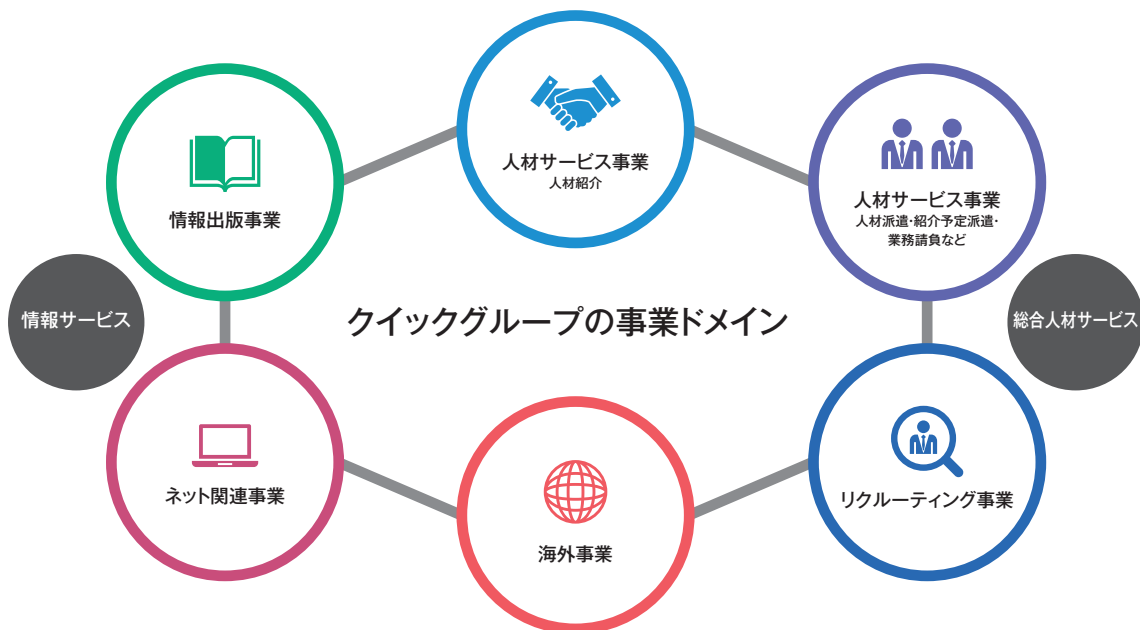 人材サービス事業
人材紹介
情報出版事業
人材サービス事業
人材派遣・紹介予定派遣・
業務請負など
情報サービス
クイックグループの事業ドメイン
総合人材サービス
ネット関連事業
海外事業
リクルーティング事業